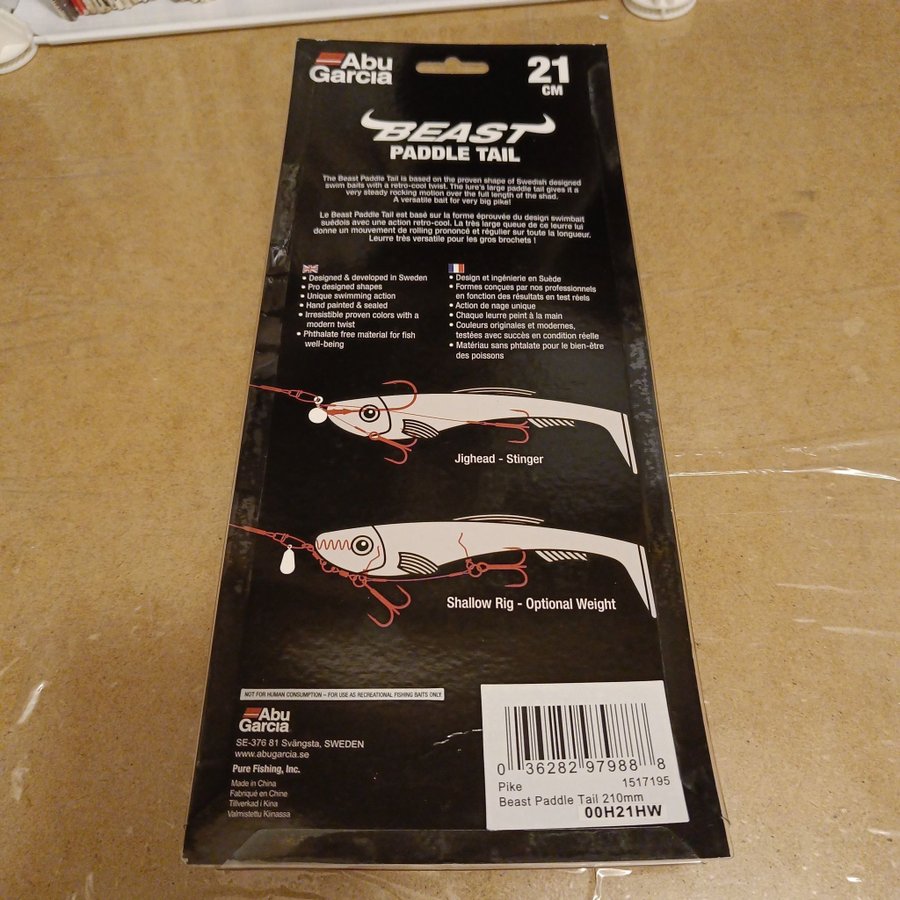 Abu
Garcia
21
CM
BEAST
PADDLE TAIL
The Beast Paddle Tail is based on the proven shape of Swedish designed
swim baits with a retro-cool twist. The lure's large paddle tail gives it a
very steady rocking motion over the full length of the shad.
A versatile bait for very big pike!
Le Beast Paddle Tail est basé sur la forme éprouvée du design swimbait
suédois avec une action retro-cool. La très large queue de ce leurre lui
donne un mouvement de rolling prononcé et régulier sur toute la longueur.
Leurre très versatile pour les gros brochets !
• Designed & developed in Sweden
• Pro designed shapes
• Unique swimming action
• Hand painted & sealed
• Irresistible proven colors with a
modern twist
• Phthalate free material for fish
well-being
• Design et ingénierie en Suède
• Formes conçues par nos professionnels
en fonction des résultats en test réels
• Action de nage unique
• Chaque leurre peint à la main
• Couleurs originales et modernes,
testées avec succès en condition réelle
• Matériau sans phtalate pour le bien-être
des poissons
Jighead - Stinger
Shallow Rig - Optional Weight
NOT FOR HUMAN CONSUMPTION – FOR USE AS RECREATIONAL FISHING BAITS ONLY
Abu
Garcia
SE-376 81 Svängsta, SWEDEN
www.abugarcia.se
Pure Fishing, Inc.
Made in China
Fabriqué en Chine
Tillverkad i Kina
Valmistettu Kiinassa
0 36282 97988 8
Pike 1517195
Beast Paddle Tail 210mm
00H21HW